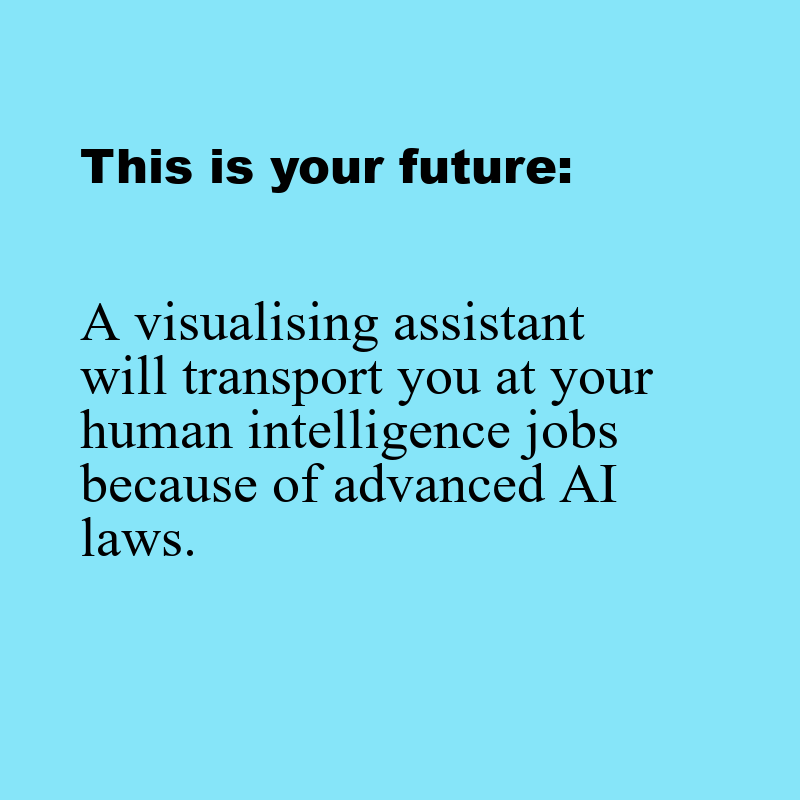 This is your future:
A visualising assistant
will transport you at your
human intelligence jobs
because of advanced AI
laws.